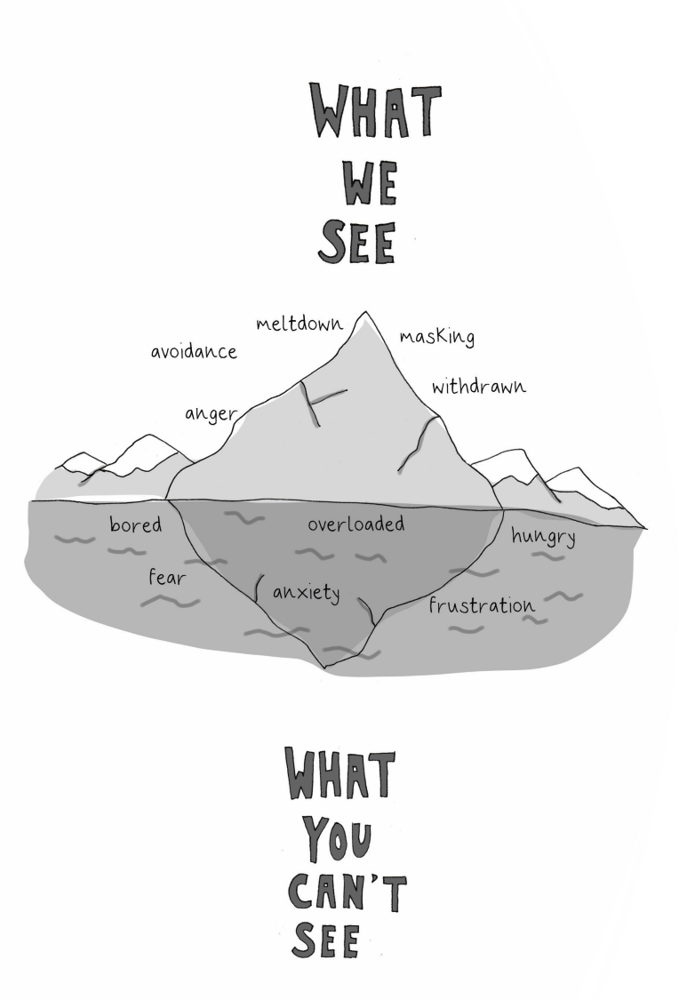 WHAT
WE
SEE
meltdown
masking
avoidance
withdrawn
anger
bored
overloaded
hungry
fear
anxiety
frustration
WHAT
YOU
CAN'T
SEE